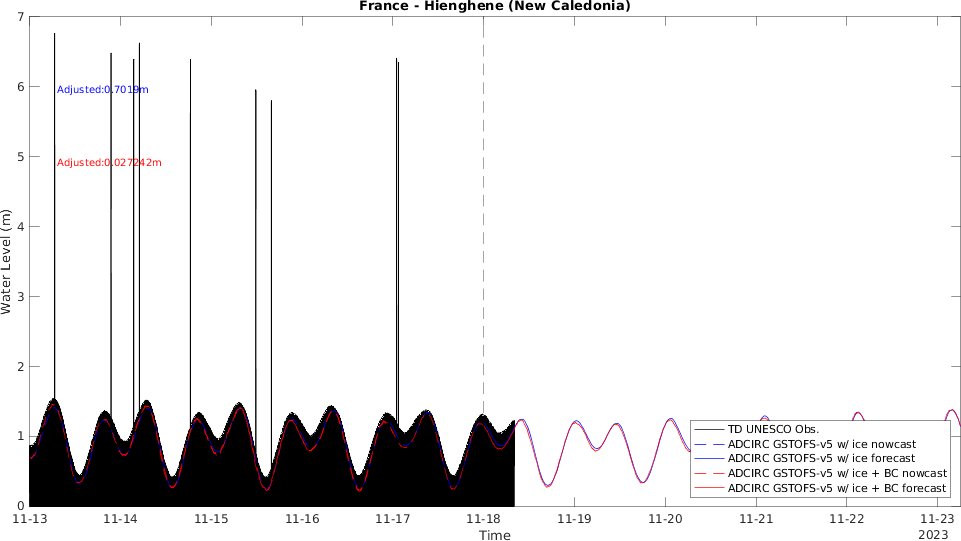 France - Hienghene (New Caledonia)
7
6
5
4
3
2
1
0
Water Level (m)
Adjusted:0.7019m
Adjusted:0.027242m
TD UNESCO Obs.
ADCIRC GSTOFS-v5 w/ ice nowcast
ADCIRC GSTOFS-v5 w/ ice forecast
ADCIRC GSTOFS-v5 w/ ice + BC nowcast
ADCIRC GSTOFS-v5 w/ ice + BC forecast
11-13 11-14 11-15 11-16 11-17 11-18 11-19 11-20 11-21 11-22 11-23
Time
2023